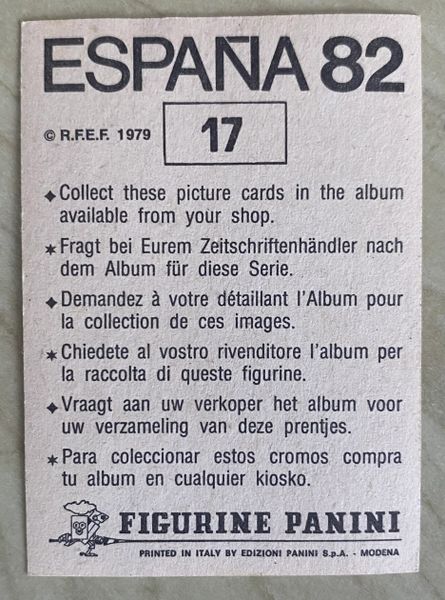 ESPAÑA 82
© R.F.E.F. 1979
17
◆ Collect these picture cards in the album
available from your shop.
✶ Fragt bei Eurem Zeitschriftenhändler nach
dem Album für diese Serie.
◆ Demandez à votre détaillant l'Album pour
la collection de ces images.
✶ Chiedete al vostro rivenditore l'album per
la raccolta di queste figurine.
◆ Vraagt aan uw verkoper het album voor
uw verzameling van deze prentjes.
✶ Para coleccionar estos cromos compra
tu album en cualquier kiosko.
FIGURINE PANINI
PRINTED IN ITALY BY EDIZIONI PANINI S.p.A. - MODENA